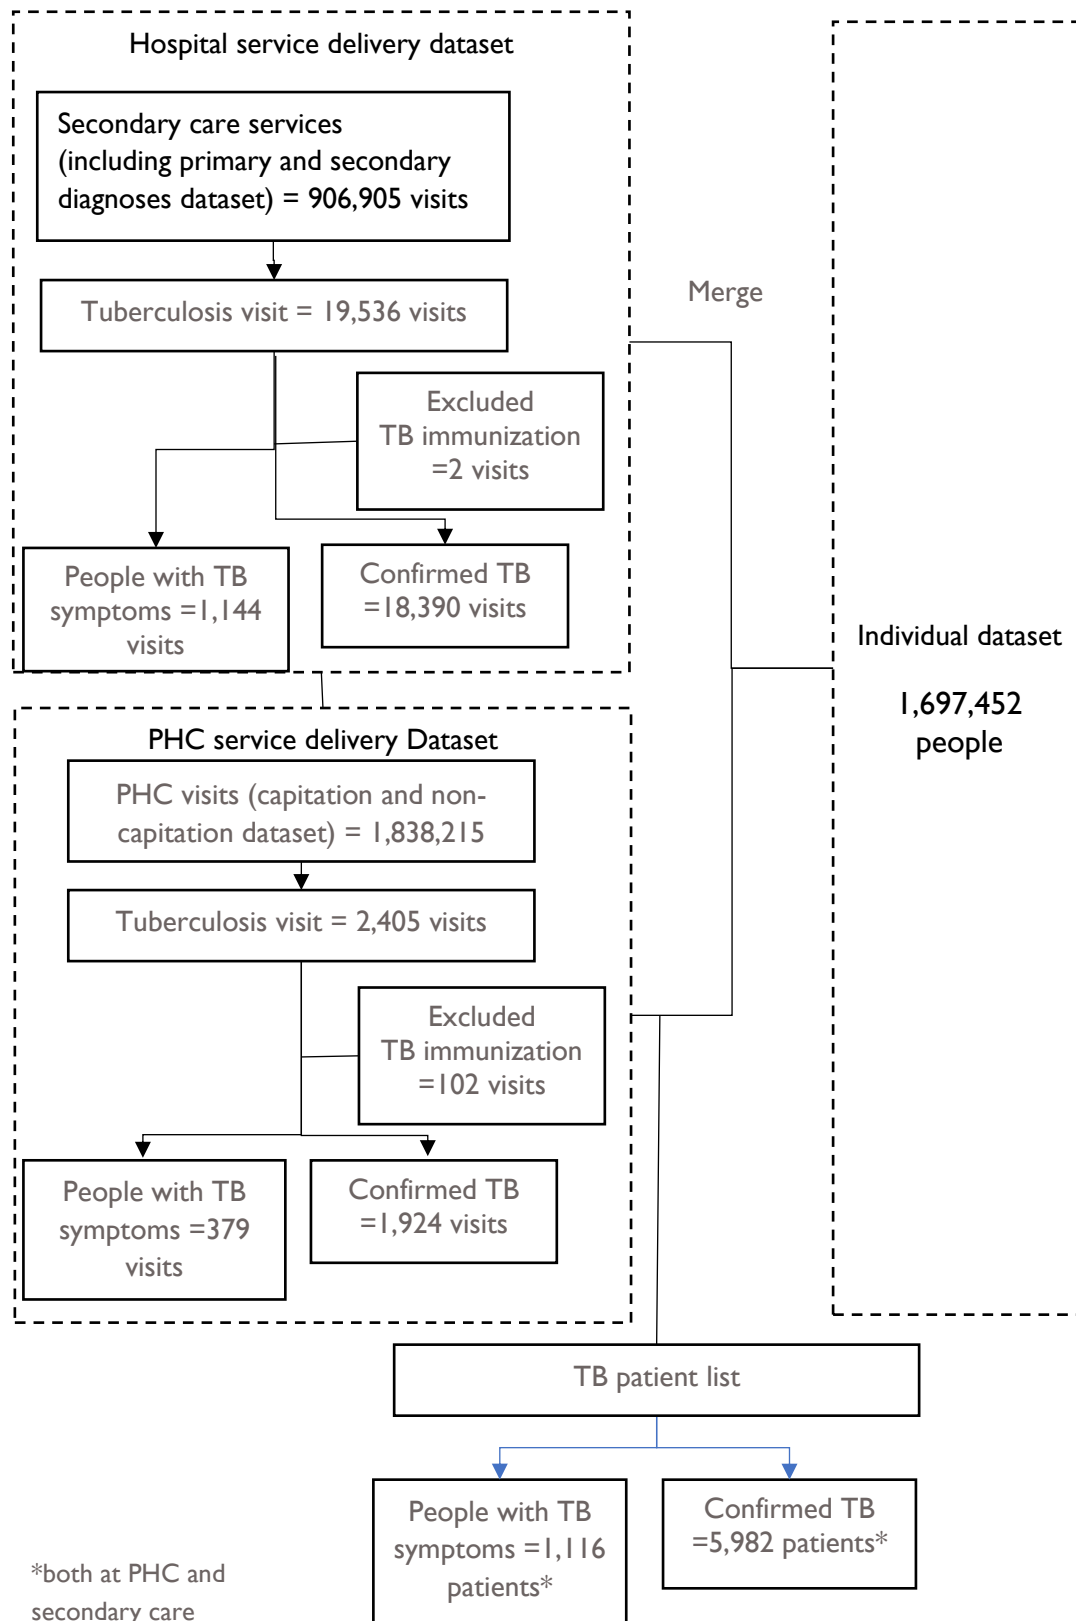 Hospital service delivery dataset
Secondary care services
(including primary and secondary
diagnoses dataset) = 906,905 visits
Tuberculosis visit = 19,536 visits
Excluded
TB immunization
=2 visits
People with TB
symptoms =1,144
visits
Confirmed TB
=18,390 visits
Merge
Individual dataset
1,697,452
people
PHC service delivery Dataset
PHC visits (capitation and non-
capitation dataset) = 1,838,215
Tuberculosis visit = 2,405 visits
Excluded
TB immunization
=102 visits
People with TB
symptoms =379
visits
Confirmed TB
=1,924 visits
TB patient list
People with TB
symptoms =1,116
patients*
Confirmed TB
=5,982 patients*
*both at PHC and
secondary care